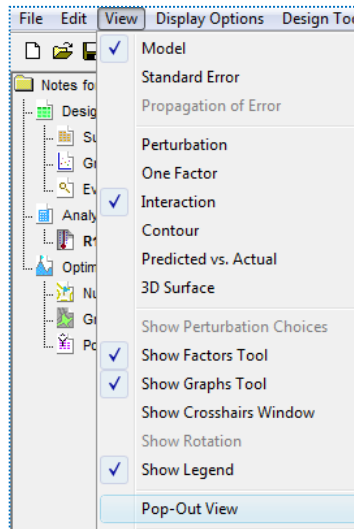 File Edit View Display Options Design Too
Model
Standard Error
Propagation of Error
Perturbation
One Factor
Interaction
Contour
Predicted vs. Actual
3D Surface
Show Perturbation Choices
Show Factors Tool
Show Graphs Tool
Show Crosshairs Window
Show Rotation
Show Legend
Pop-Out View
Notes fo
Desig
Su
Gr
Ev
Analy
R1
Optim
Nu
Gr
Po